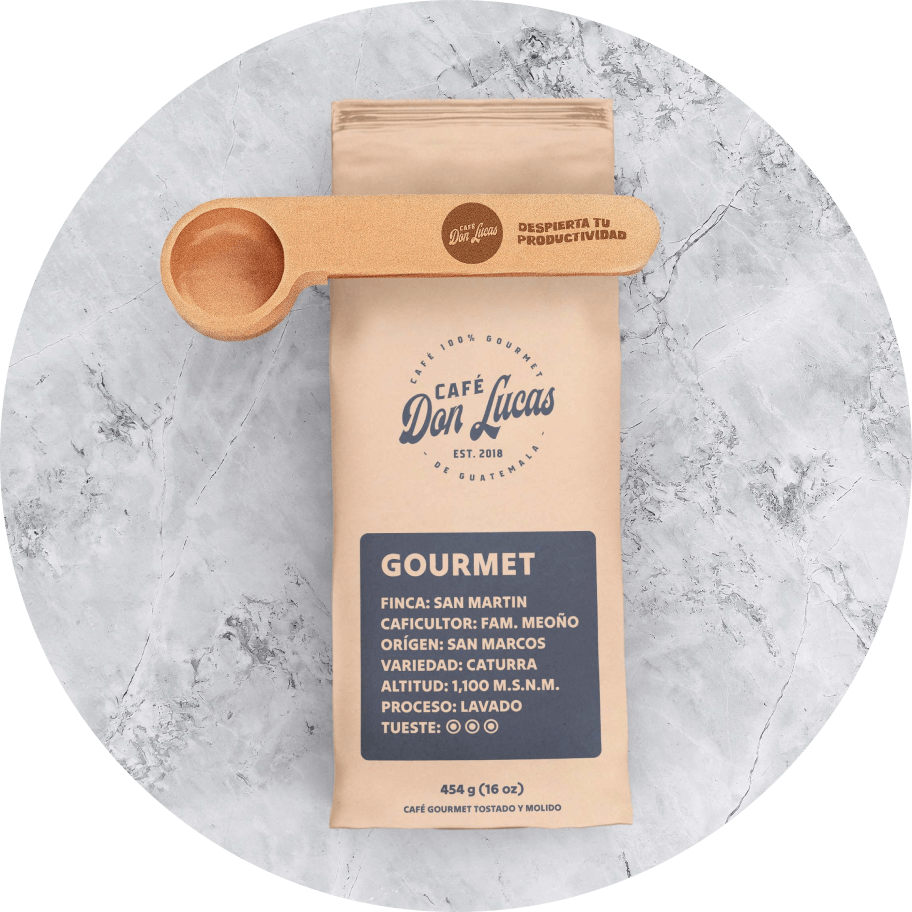 CAFÉ
Don Lucas
DESPIERTA TU
PRODUCTIVIDAD
CAFÉ 100% GOURMET
CAFÉ
Don Lucas
EST. 2018
- DE GUATEMALA -
GOURMET
FINCA: SAN MARTIN
CAFICULTOR: FAM. MEOÑO
ORÍGEN: SAN MARCOS
VARIEDAD: CATURRA
ALTITUD: 1,100 M.S.N.M.
PROCESO: LAVADO
TUESTE:
454 g (16 oz)
CAFÉ GOURMET TOSTADO Y MOLIDO